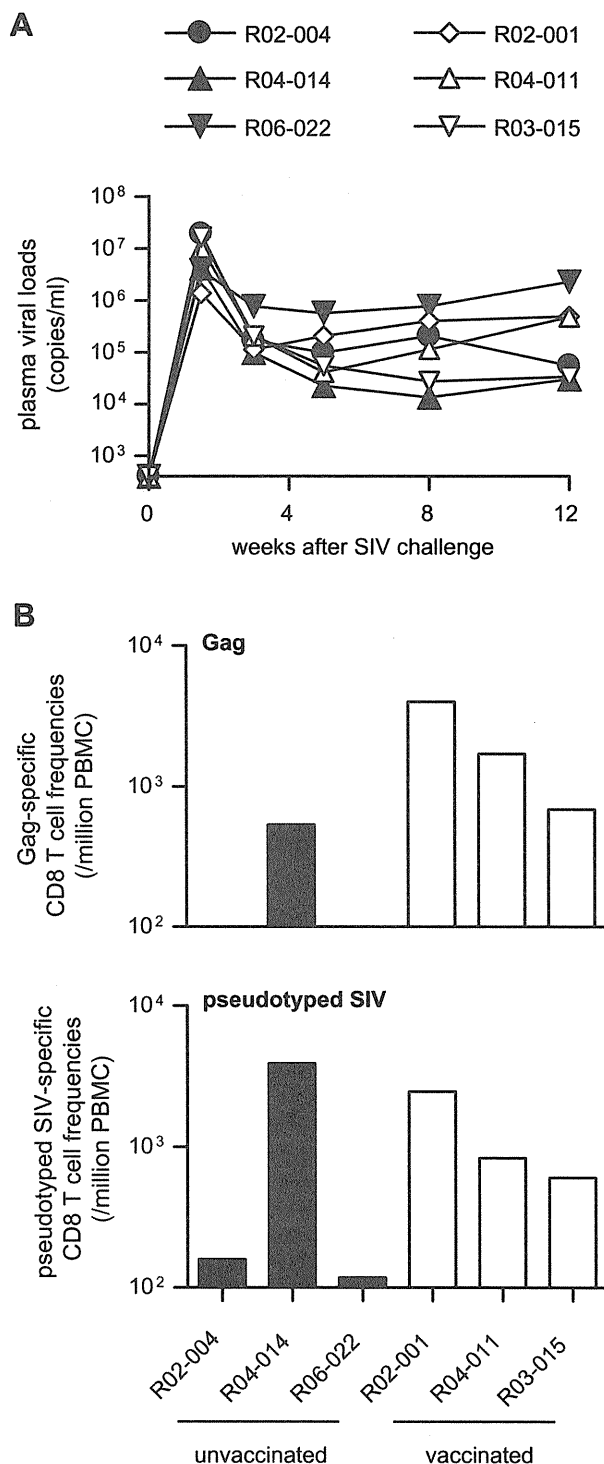 A
R02-004 R02-001
R04-014 R04-011
R06-022 R03-015
plasma viral loads
(copies/ml)
10⁸
10⁷
10⁶
10⁵
10⁴
10³
0 4 8 12
weeks after SIV challenge
B
Gag
Gag-specific
CD8 T cell frequencies
(/million PBMC)
10⁴
10³
10²
pseudotyped SIV
pseudotyped SIV-specific
CD8 T cell frequencies
(/million PBMC)
10⁴
10³
10²
R02-004
R04-014
R06-022
R02-001
R04-011
R03-015
unvaccinated vaccinated